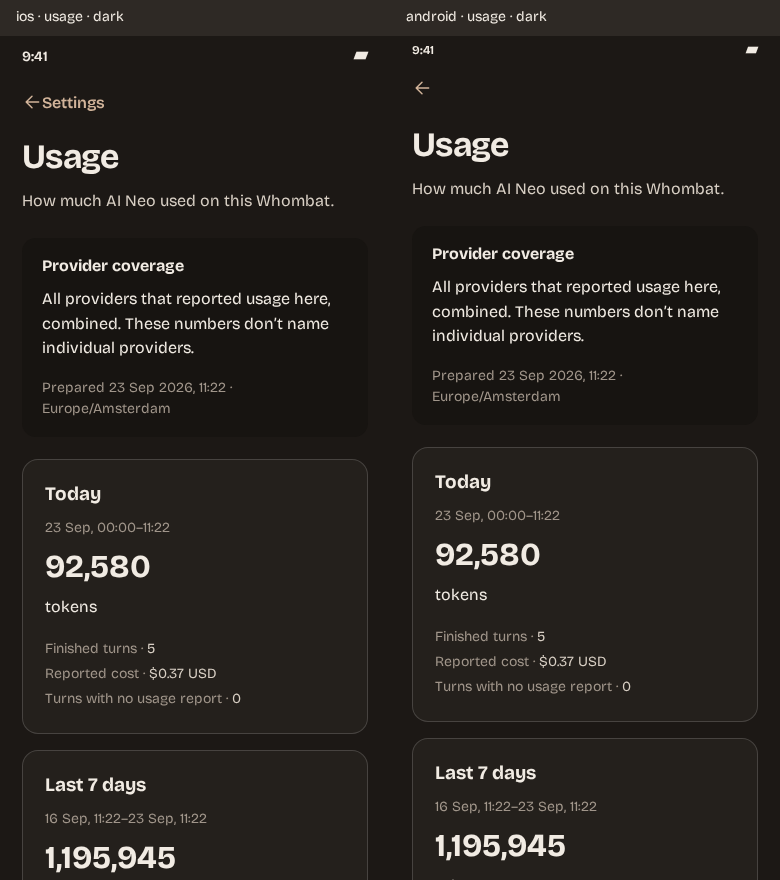 ios · usage · dark
9:41
Settings
Usage
How much AI Neo used on this Whombat.
Provider coverage
All providers that reported usage here,
combined. These numbers don't name
individual providers.
Prepared 23 Sep 2026, 11:22 ·
Europe/Amsterdam
Today
23 Sep, 00:00–11:22
92,580
tokens
Finished turns · 5
Reported cost · $0.37 USD
Turns with no usage report · 0
Last 7 days
16 Sep, 11:22–23 Sep, 11:22
1,195,945
android · usage · dark
9:41
Usage
How much AI Neo used on this Whombat.
Provider coverage
All providers that reported usage here,
combined. These numbers don't name
individual providers.
Prepared 23 Sep 2026, 11:22 ·
Europe/Amsterdam
Today
23 Sep, 00:00–11:22
92,580
tokens
Finished turns · 5
Reported cost · $0.37 USD
Turns with no usage report · 0
Last 7 days
16 Sep, 11:22–23 Sep, 11:22
1,195,945